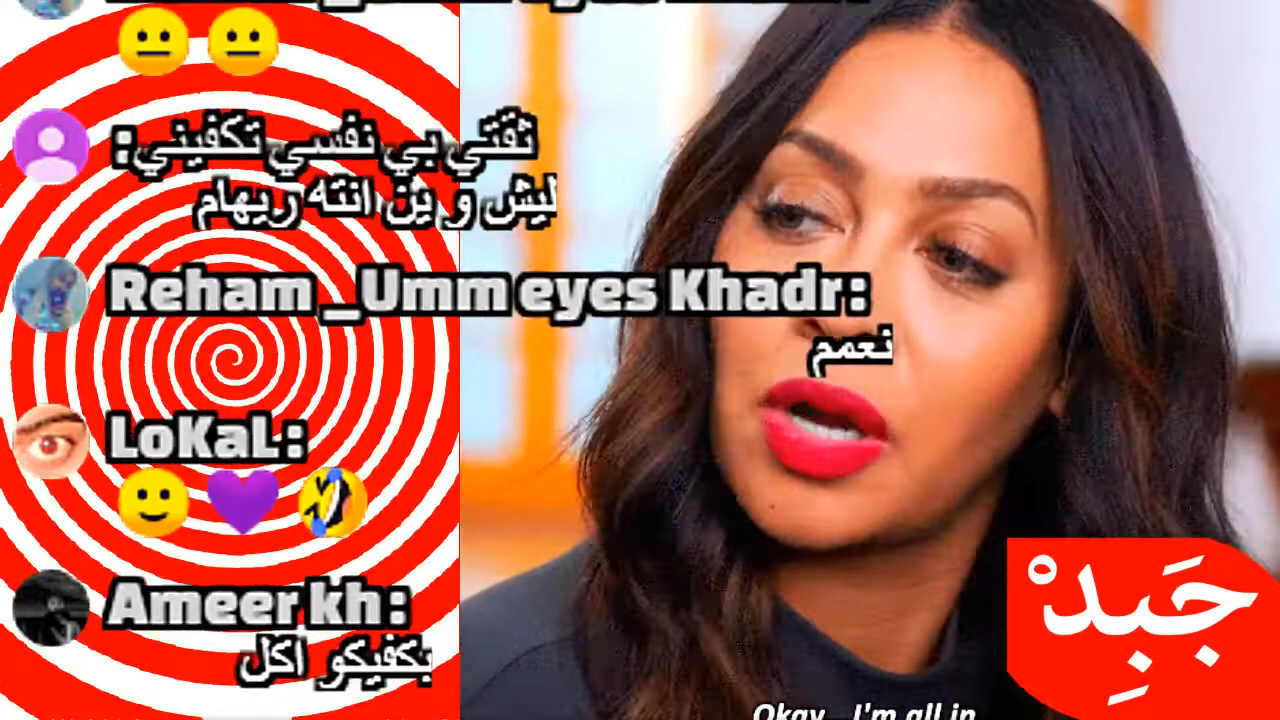 ثقتي بي نفسي تكفيني:
ليش و ين انته ريهام
Reham _Umm eyes Khadr:
نعمم
LoKaL:
Ameer kh:
بكفيكو اكل
جَبِدْ
Okay, I'm all in